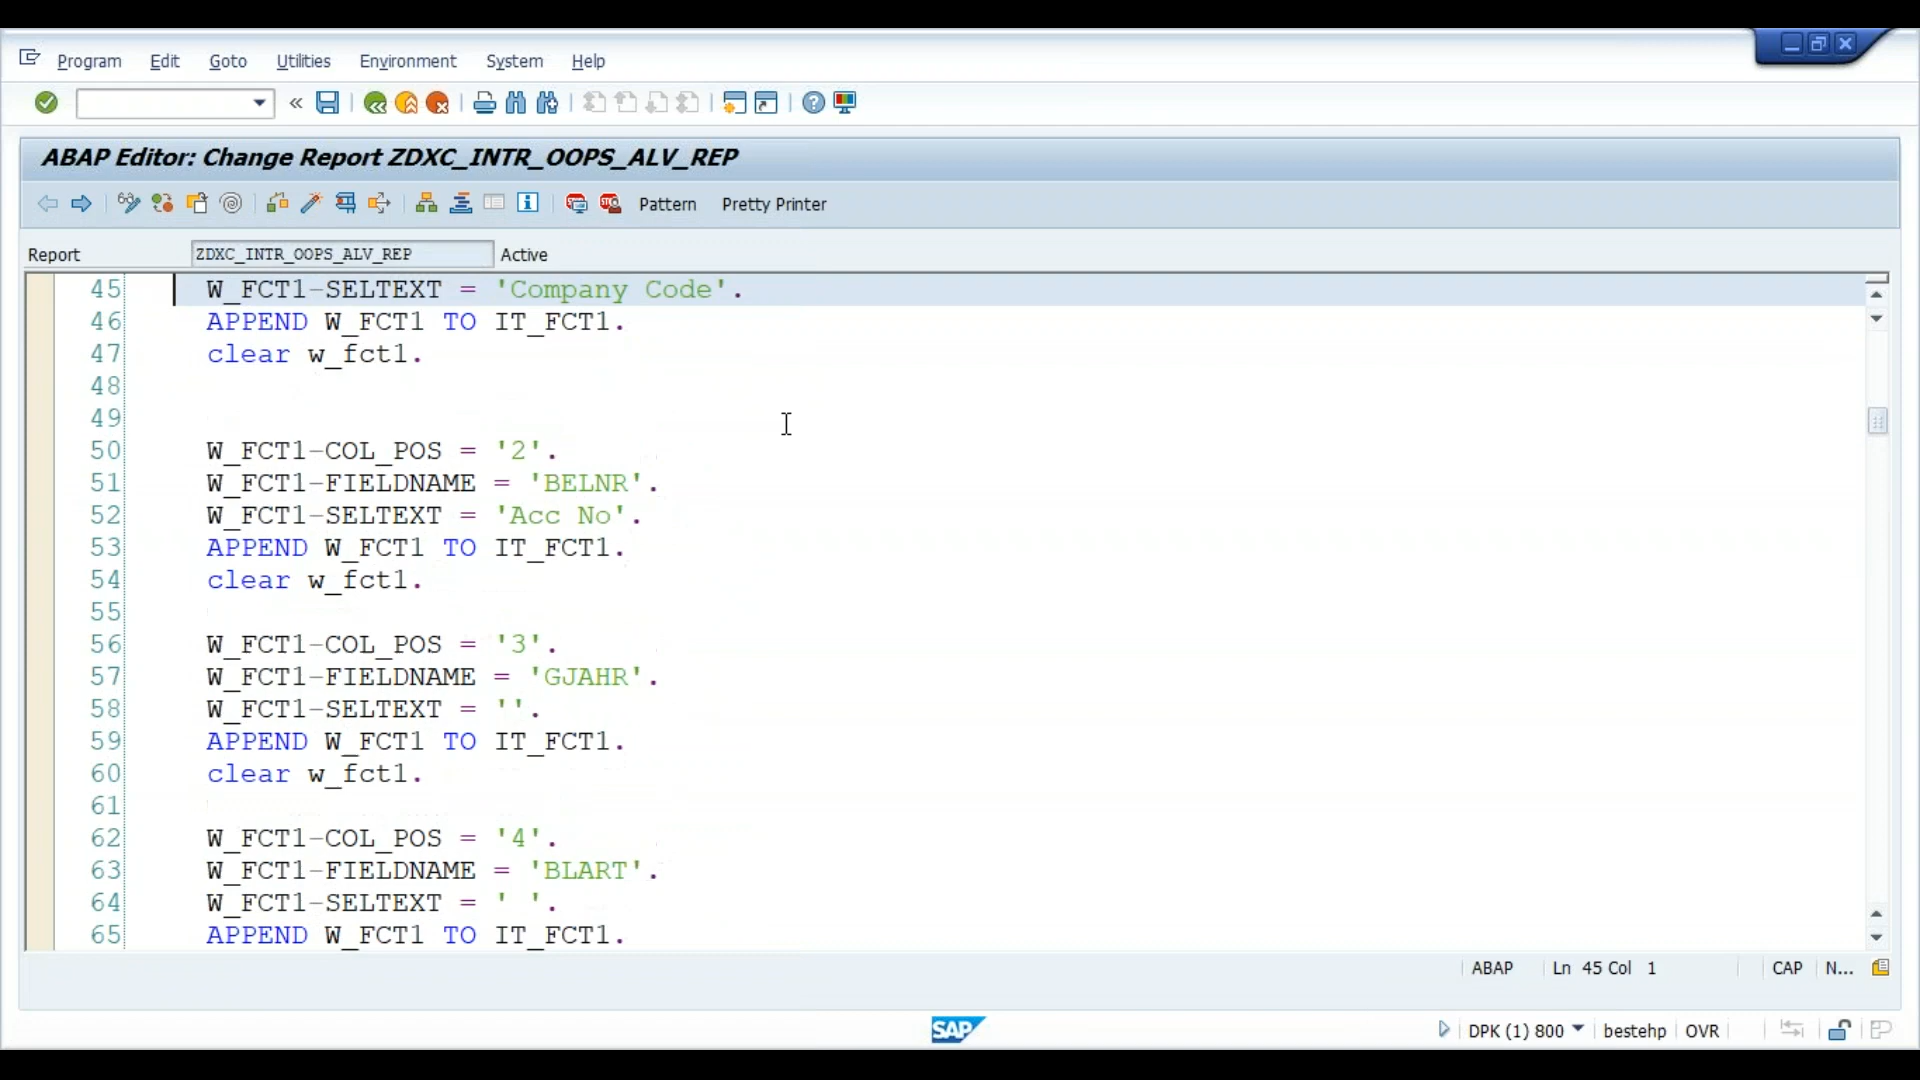 Program Edit Goto Utilities Environment System Help
ABAP Editor: Change Report ZDXC_INTR_OOPS_ALV_REP
Pattern Pretty Printer
Report ZDXC_INTR_OOPS_ALV_REP Active
45 W_FCT1-SELTEXT = 'Company Code'.
46 APPEND W_FCT1 TO IT_FCT1.
47 clear w_fct1.
48
49
50 W_FCT1-COL_POS = '2'.
51 W_FCT1-FIELDNAME = 'BELNR'.
52 W_FCT1-SELTEXT = 'Acc No'.
53 APPEND W_FCT1 TO IT_FCT1.
54 clear w_fct1.
55
56 W_FCT1-COL_POS = '3'.
57 W_FCT1-FIELDNAME = 'GJAHR'.
58 W_FCT1-SELTEXT = ''.
59 APPEND W_FCT1 TO IT_FCT1.
60 clear w_fct1.
61
62 W_FCT1-COL_POS = '4'.
63 W_FCT1-FIELDNAME = 'BLART'.
64 W_FCT1-SELTEXT = ' '.
65 APPEND W_FCT1 TO IT_FCT1.
ABAP Ln 45 Col 1 CAP N...
SAP DPK (1) 800 bestehp OVR